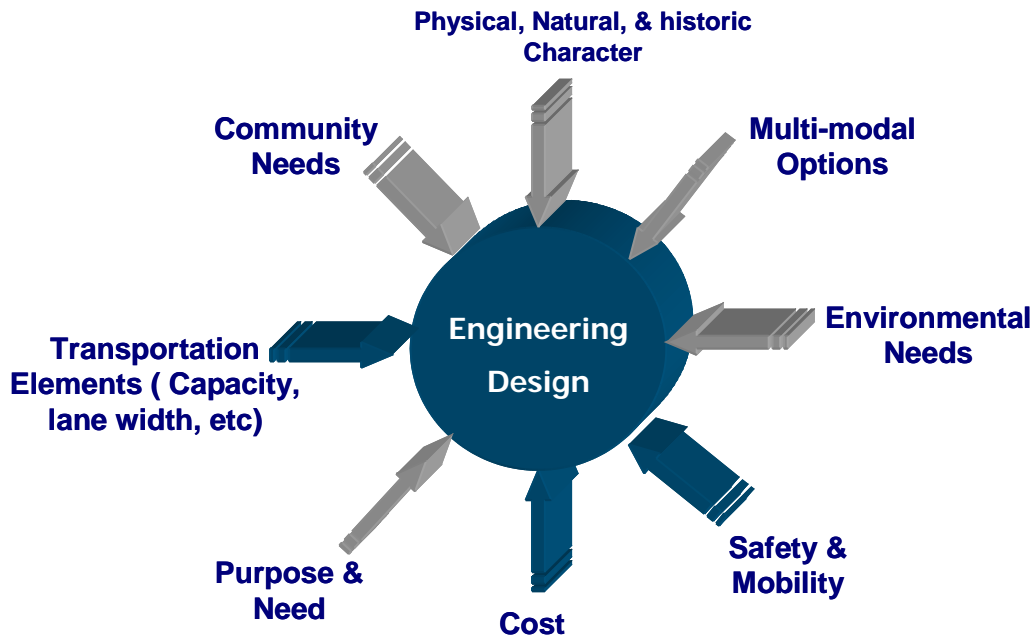 Physical, Natural, & historic
Character
Community
Needs
Multi-modal
Options
Engineering
Design
Environmental
Needs
Transportation
Elements ( Capacity,
lane width, etc)
Safety &
Mobility
Purpose &
Need
Cost